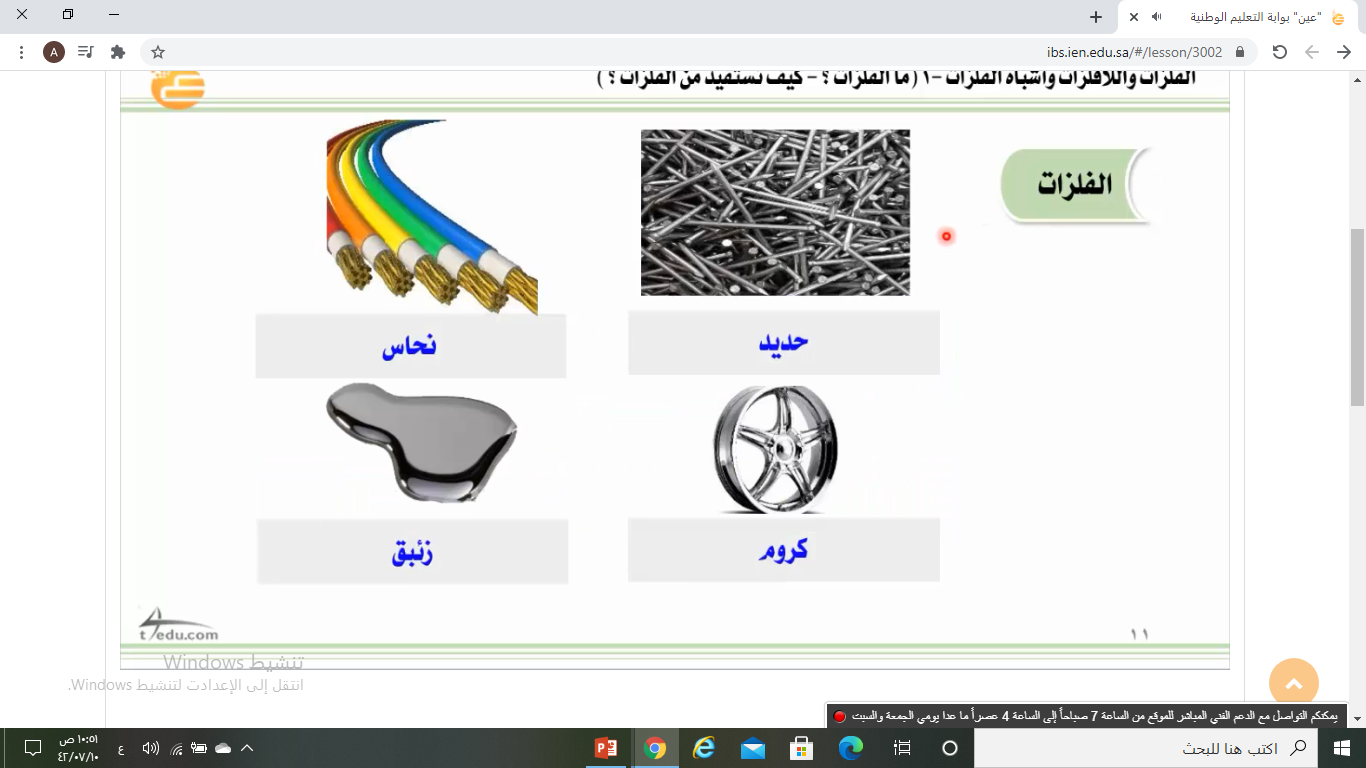 "عين" بوابة التعليم الوطنية
ibs.ien.edu.sa/#/lesson/3002
A
الفلزات واللافلزات وأشباه الفلزات -١ ( ما الفلزات ؟ - كيف نستفيد من الفلزات ؟ )
الفلزات
حديد
نحاس
كروم
زئبق
t4edu.com
١١
تنشيط Windows
انتقل إلى الإعدادت لتنشيط Windows.
يمكنكم التواصل مع الدعم الفني المباشر للموقع من الساعة 7 صباحاً إلى الساعة 4 عصراً ما عدا يومي الجمعة والسبت
اكتب هنا للبحث
ع
١٠:٥١ ص
٤٢/٠٧/١٠